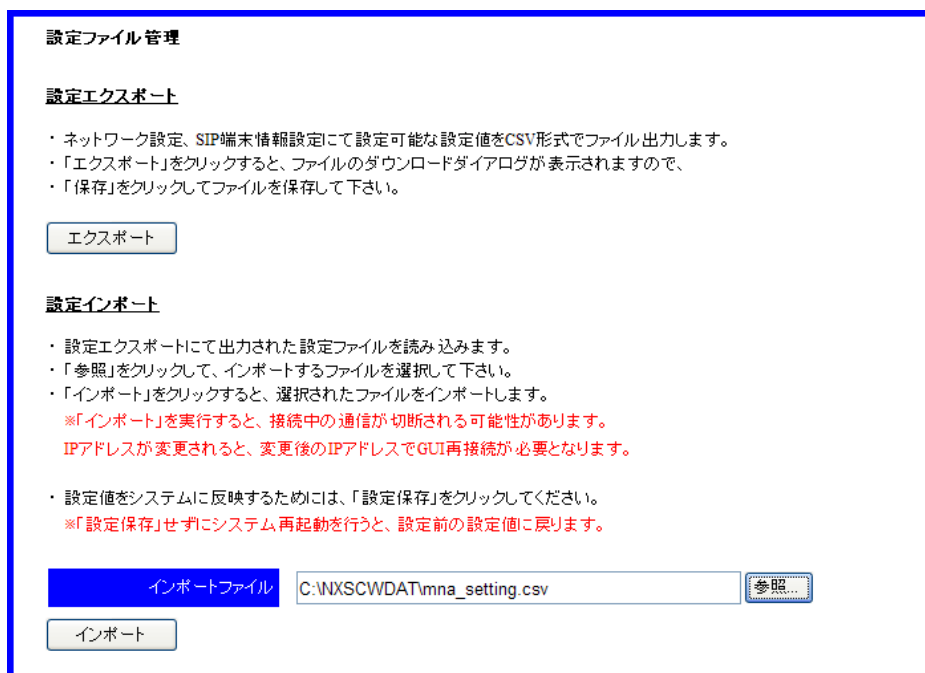 設定ファイル管理
設定エクスポート
・ ネットワーク設定、SIP端末情報設定にて設定可能な設定値をCSV形式でファイル出力します。
・ 「エクスポート」をクリックすると、ファイルのダウンロードダイアログが表示されますので、
・ 「保存」をクリックしてファイルを保存して下さい。
エクスポート
設定インポート
・ 設定エクスポートにて出力された設定ファイルを読み込みます。
・ 「参照」をクリックして、インポートするファイルを選択して下さい。
・ 「インポート」をクリックすると、選択されたファイルをインポートします。
※「インポート」を実行すると、接続中の通信が切断される可能性があります。
IPアドレスが変更されると、変更後のIPアドレスでGUI再接続が必要となります。
・ 設定値をシステムに反映するためには、「設定保存」をクリックしてください。
※「設定保存」せずにシステム再起動を行うと、設定前の設定値に戻ります。
インポートファイル C:\NXSCWDAT\mna_setting.csv 参照...
インポート